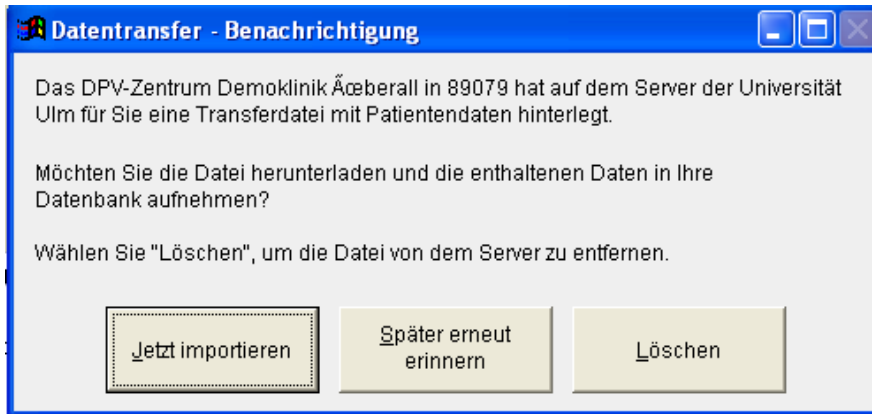 Datentransfer - Benachrichtigung
Das DPV-Zentrum Demoklinik Ãœberall in 89079 hat auf dem Server der Universität
Ulm für Sie eine Transferdatei mit Patientendaten hinterlegt.
Möchten Sie die Datei herunterladen und die enthaltenen Daten in Ihre
Datenbank aufnehmen?
Wählen Sie "Löschen", um die Datei von dem Server zu entfernen.
Jetzt importieren
Später erneut
erinnern
Löschen